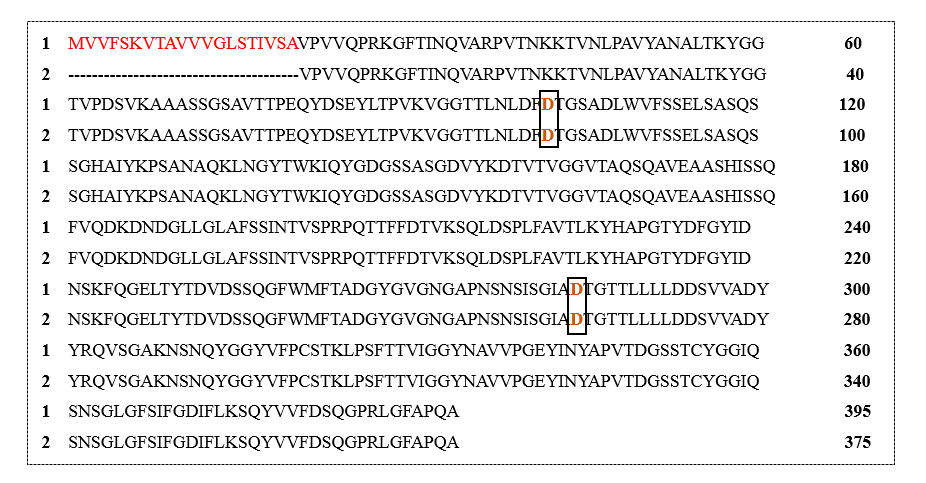 1 MVVFSKVTAVVVGLSTIVSAVPVVQPRKGFTINQVARPVTNKKTVNLPAVYANALTKYGG 60
2 --------------------VPVVQPRKGFTINQVARPVTNKKTVNLPAVYANALTKYGG 40
1 TVPDSVKAAASSGSAVTTPEQYDSEYLTPVKVGGTTLNLDFDTGSADLWVFSSELSASQS 120
2 TVPDSVKAAASSGSAVTTPEQYDSEYLTPVKVGGTTLNLDFDTGSADLWVFSSELSASQS 100
1 SGHAIYKPSANAQKLNGYTWKIQYGDGSSASGDVYKDTVTVGGVTAQSQAVEAASHISSQ 180
2 SGHAIYKPSANAQKLNGYTWKIQYGDGSSASGDVYKDTVTVGGVTAQSQAVEAASHISSQ 160
1 FVQDKDNDGLLGLAFSSINTVSPRPQTTFFDTVKSQLDSPLFAVTLKYHAPGTYDFGYID 240
2 FVQDKDNDGLLGLAFSSINTVSPRPQTTFFDTVKSQLDSPLFAVTLKYHAPGTYDFGYID 220
1 NSKFQGELTYTDVDSSQGFWMFTADGYGVGNGAPNSNSISGIADTGTTLLLLDDSVVADY 300
2 NSKFQGELTYTDVDSSQGFWMFTADGYGVGNGAPNSNSISGIADTGTTLLLLDDSVVADY 280
1 YRQVSGAKNSNQYGGYVFPCSTKLPSFTTVIGGYNAVVPGEYINYAPVTDGSSTCYGGIQ 360
2 YRQVSGAKNSNQYGGYVFPCSTKLPSFTTVIGGYNAVVPGEYINYAPVTDGSSTCYGGIQ 340
1 SNSGLGFSIFGDIFLKSQYVVFDSQGPRLGFAPQA 395
2 SNSGLGFSIFGDIFLKSQYVVFDSQGPRLGFAPQA 375